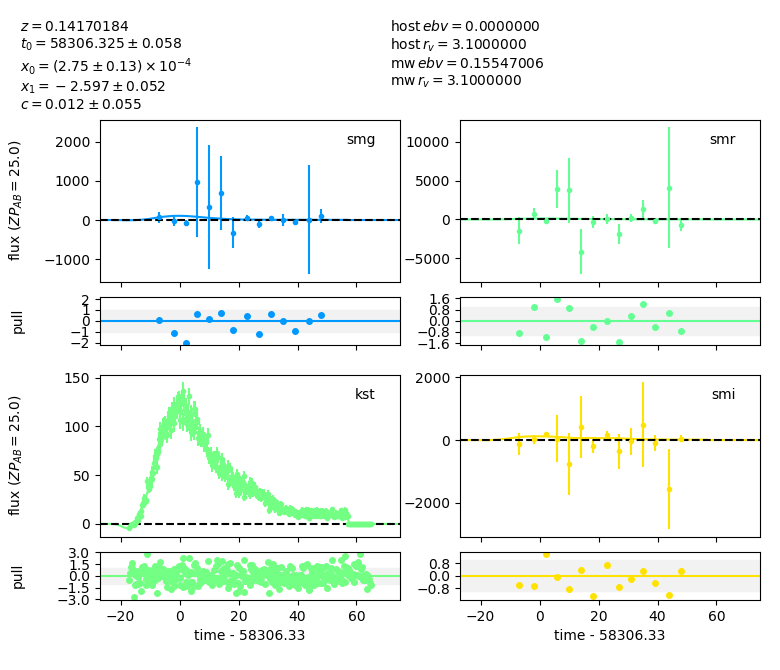 z = 0.14170184
t₀ = 58306.325 ± 0.058
x₀ = (2.75 ± 0.13) × 10⁻⁴
x₁ = −2.597 ± 0.052
c = 0.012 ± 0.055
host ebv = 0.0000000
host r_v = 3.1000000
mw ebv = 0.15547006
mw r_v = 3.1000000
flux (ZP_AB = 25.0)
2000
1000
0
−1000
smg
10000
5000
0
−5000
smr
pull
2
1
0
−1
−2
1.6
0.8
0.0
−0.8
−1.6
flux (ZP_AB = 25.0)
150
100
50
0
kst
2000
0
−2000
smi
pull
3.0
1.5
0.0
−1.5
−3.0
−20 0 20 40 60
time - 58306.33
0.8
0.0
−0.8
−20 0 20 40 60
time - 58306.33